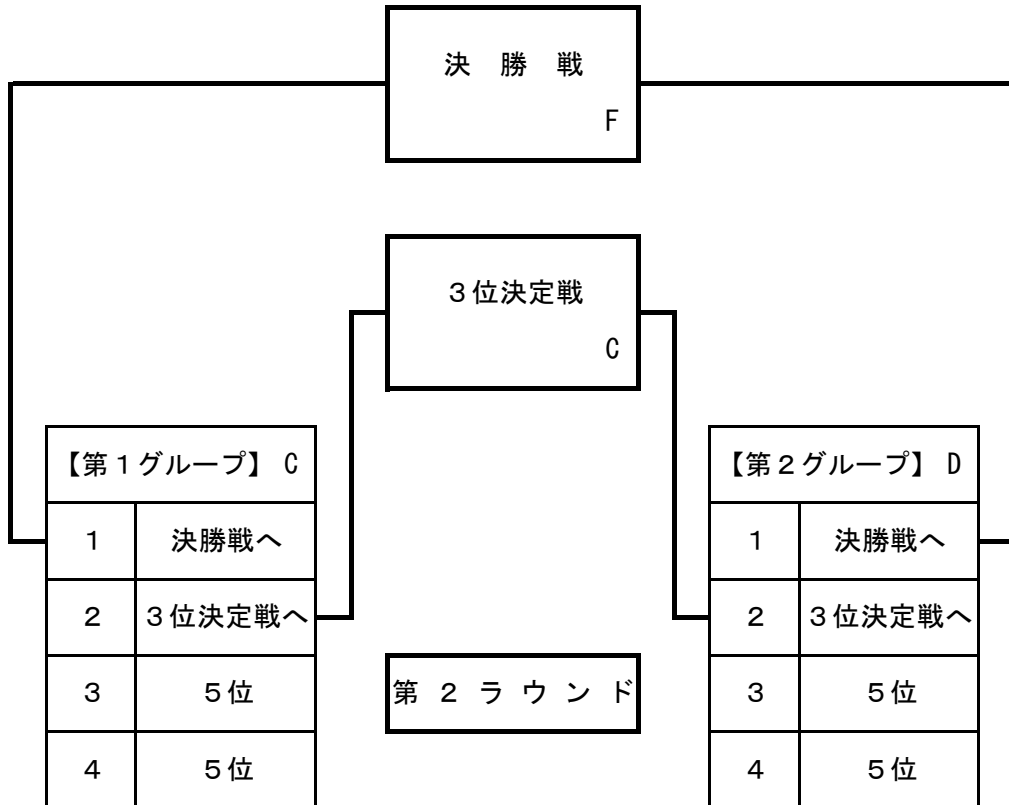 決　勝　戦
F
３位決定戦
C
【第１グループ】 C
1 決勝戦へ
2 ３位決定戦へ
3 ５位
4 ５位
第２ラウンド
【第２グループ】 D
1 決勝戦へ
2 ３位決定戦へ
3 ５位
4 ５位